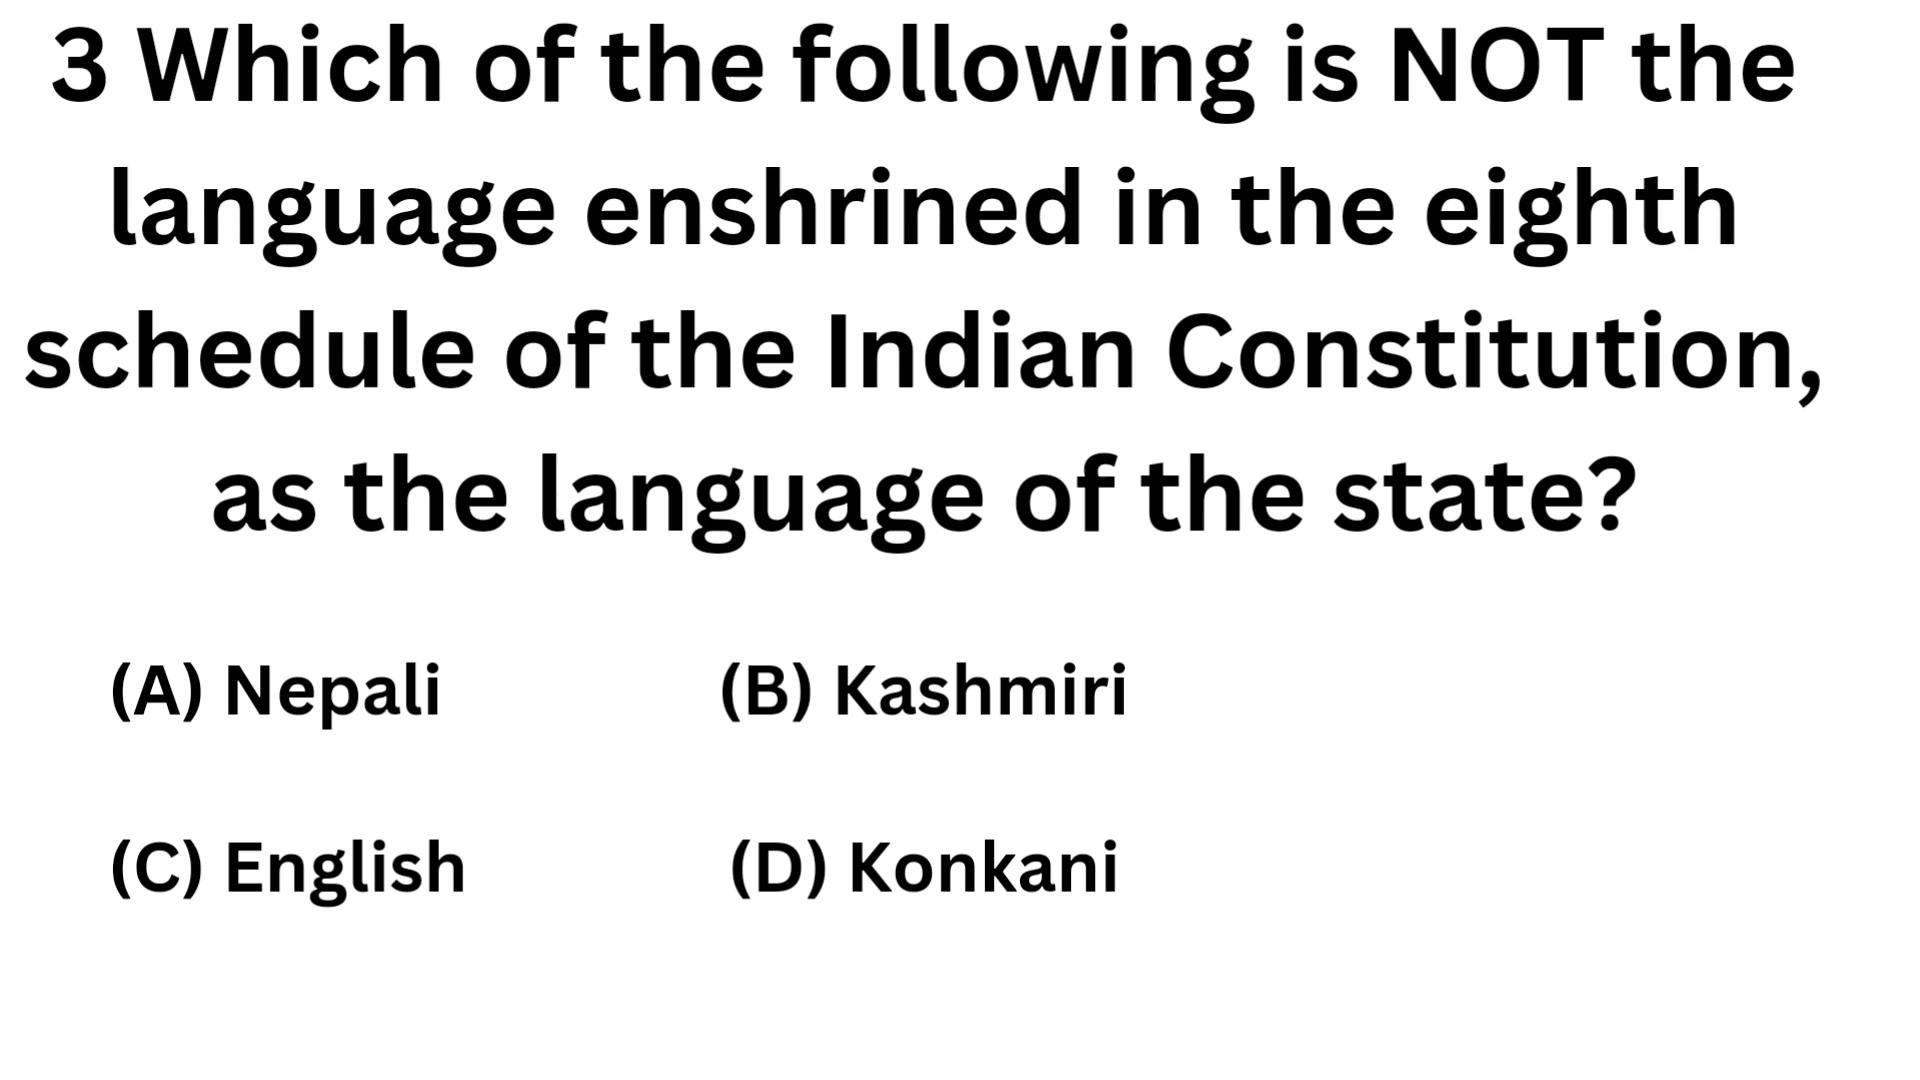 3 Which of the following is NOT the
language enshrined in the eighth
schedule of the Indian Constitution,
as the language of the state?
(A) Nepali (B) Kashmiri
(C) English (D) Konkani